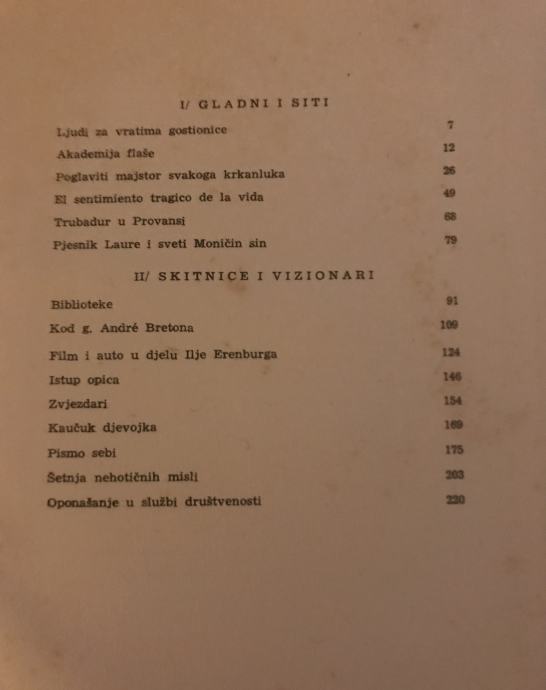 I/ GLADNI I SITI
Ljudi za vratima gostionice 7
Akademija flaše 12
Poglaviti majstor svakoga krkanluka 26
El sentimiento tragico de la vida 49
Trubadur u Provansi 68
Pjesnik Laure i sveti Moničin sin 79
II/ SKITNICE I VIZIONARI
Biblioteke 91
Kod g. André Bretona 109
Film i auto u djelu Ilje Erenburga 124
Istup opica 146
Zvjezdari 154
Kaučuk djevojka 169
Pismo sebi 175
Šetnja nehotičnih misli 203
Oponašanje u službi društvenosti 220